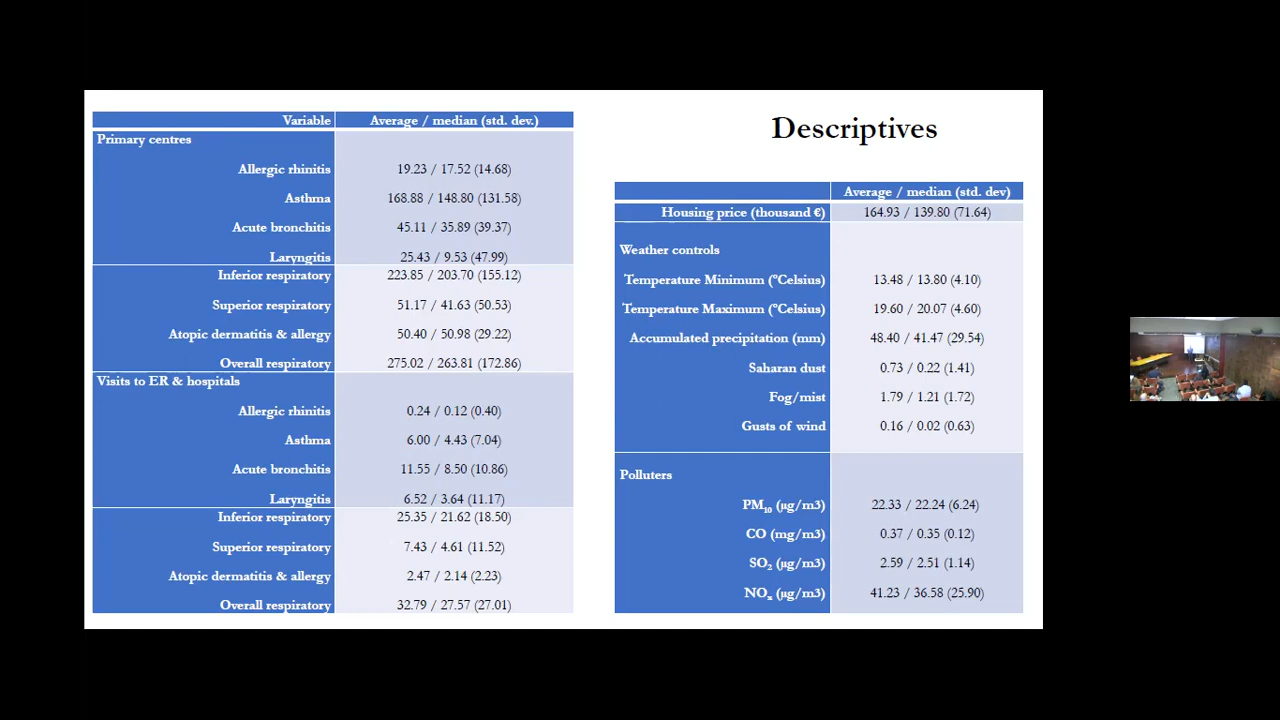 Variable Average / median (std. dev.)
Primary centres
Allergic rhinitis 19.23 / 17.52 (14.68)
Asthma 168.88 / 148.80 (131.58)
Acute bronchitis 45.11 / 35.89 (39.37)
Laryngitis 25.43 / 9.53 (47.99)
Inferior respiratory 223.85 / 203.70 (155.12)
Superior respiratory 51.17 / 41.63 (50.53)
Atopic dermatitis & allergy 50.40 / 50.98 (29.22)
Overall respiratory 275.02 / 263.81 (172.86)
Visits to ER & hospitals
Allergic rhinitis 0.24 / 0.12 (0.40)
Asthma 6.00 / 4.43 (7.04)
Acute bronchitis 11.55 / 8.50 (10.86)
Laryngitis 6.52 / 3.64 (11.17)
Inferior respiratory 25.35 / 21.62 (18.50)
Superior respiratory 7.43 / 4.61 (11.52)
Atopic dermatitis & allergy 2.47 / 2.14 (2.23)
Overall respiratory 32.79 / 27.57 (27.01)
Descriptives
Average / median (std. dev)
Housing price (thousand €) 164.93 / 139.80 (71.64)
Weather controls
Temperature Minimum (ºCelsius) 13.48 / 13.80 (4.10)
Temperature Maximum (ºCelsius) 19.60 / 20.07 (4.60)
Accumulated precipitation (mm) 48.40 / 41.47 (29.54)
Saharan dust 0.73 / 0.22 (1.41)
Fog/mist 1.79 / 1.21 (1.72)
Gusts of wind 0.16 / 0.02 (0.63)
Polluters
PM₁₀ (µg/m3) 22.33 / 22.24 (6.24)
CO (mg/m3) 0.37 / 0.35 (0.12)
SO₂ (µg/m3) 2.59 / 2.51 (1.14)
NOₓ (µg/m3) 41.23 / 36.58 (25.90)